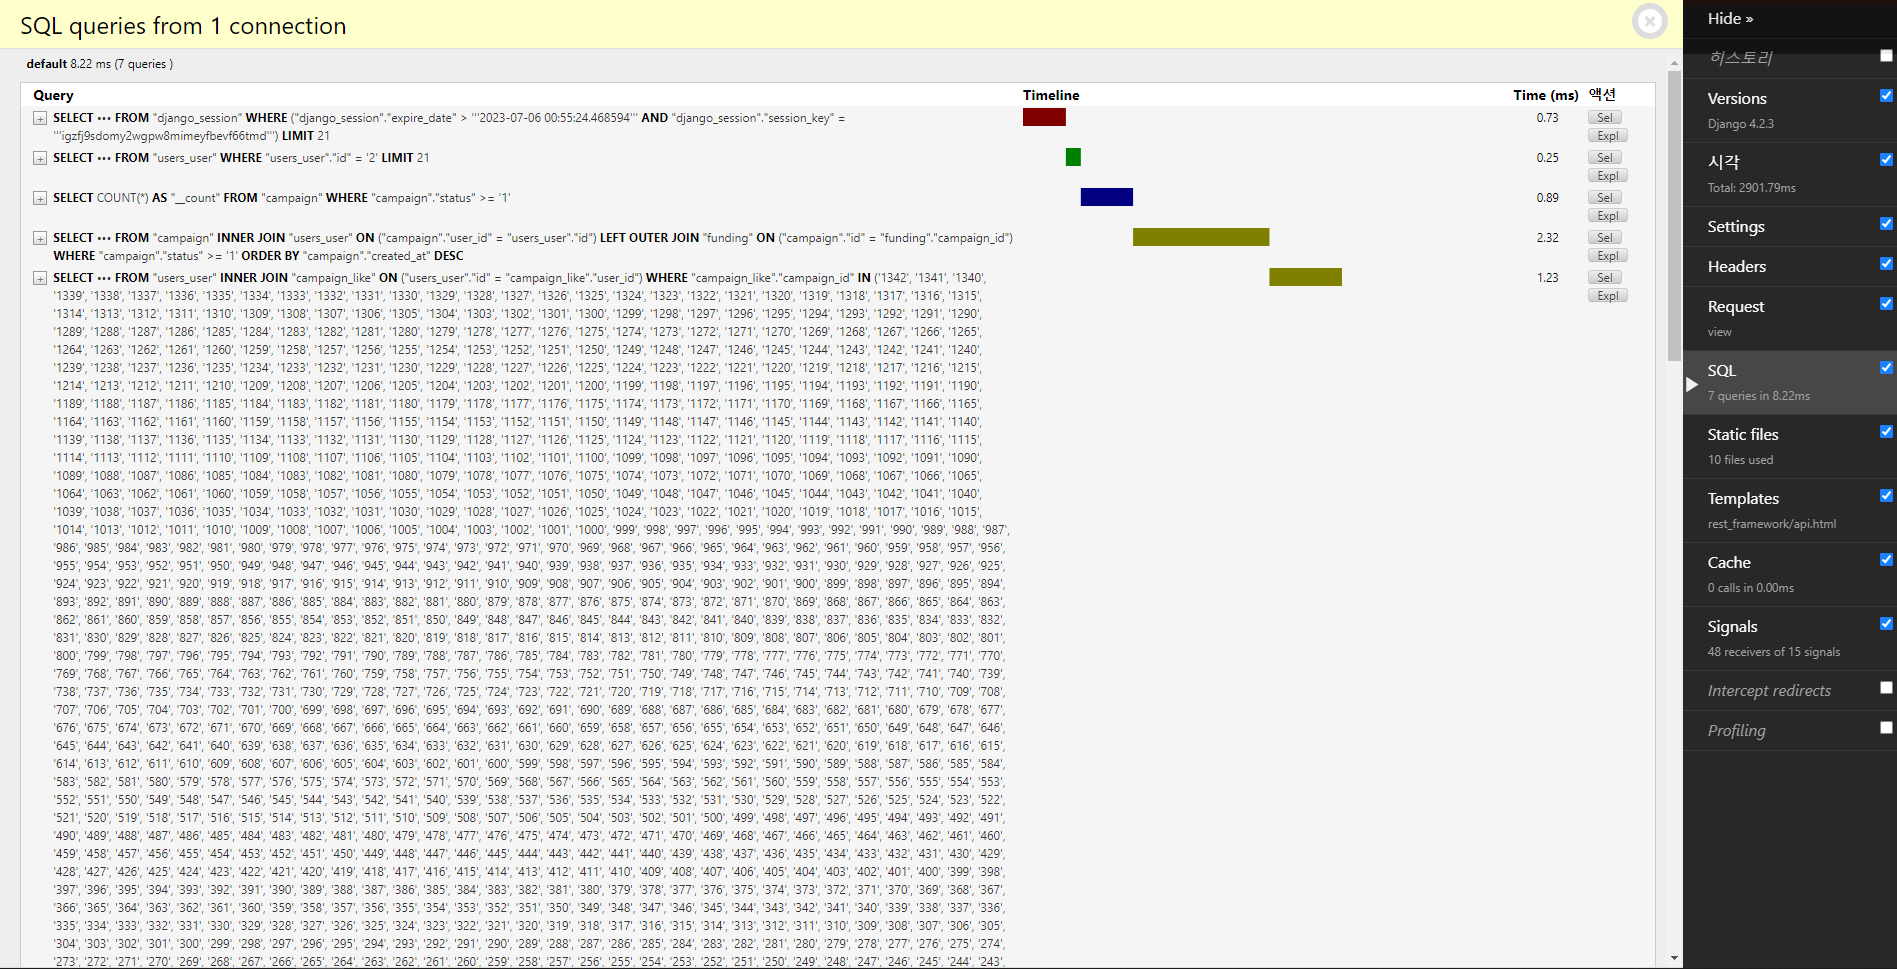 SQL queries from 1 connection
default 8.22 ms (7 queries )
Query Timeline Time (ms) 액션
+ SELECT ••• FROM "django_session" WHERE ("django_session"."expire_date" > '''2023-07-06 00:55:24.468594''' AND "django_session"."session_key" = 0.73 Sel
'''igzfj9sdomy2wgpw8mimeyfbevf66tmd''') LIMIT 21 Expl
+ SELECT ••• FROM "users_user" WHERE "users_user"."id" = '2' LIMIT 21 0.25 Sel
Expl
+ SELECT COUNT(*) AS "__count" FROM "campaign" WHERE "campaign"."status" >= '1' 0.89 Sel
Expl
+ SELECT ••• FROM "campaign" INNER JOIN "users_user" ON ("campaign"."user_id" = "users_user"."id") LEFT OUTER JOIN "funding" ON ("campaign"."id" = "funding"."campaign_id") 2.32 Sel
WHERE "campaign"."status" >= '1' ORDER BY "campaign"."created_at" DESC Expl
+ SELECT ••• FROM "users_user" INNER JOIN "campaign_like" ON ("users_user"."id" = "campaign_like"."user_id") WHERE "campaign_like"."campaign_id" IN ('1342', '1341', '1340', 1.23 Sel
'1339', '1338', '1337', '1336', '1335', '1334', '1333', '1332', '1331', '1330', '1329', '1328', '1327', '1326', '1325', '1324', '1323', '1322', '1321', '1320', '1319', '1318', '1317', '1316', '1315', Expl
'1314', '1313', '1312', '1311', '1310', '1309', '1308', '1307', '1306', '1305', '1304', '1303', '1302', '1301', '1300', '1299', '1298', '1297', '1296', '1295', '1294', '1293', '1292', '1291', '1290',
'1289', '1288', '1287', '1286', '1285', '1284', '1283', '1282', '1281', '1280', '1279', '1278', '1277', '1276', '1275', '1274', '1273', '1272', '1271', '1270', '1269', '1268', '1267', '1266', '1265',
'1264', '1263', '1262', '1261', '1260', '1259', '1258', '1257', '1256', '1255', '1254', '1253', '1252', '1251', '1250', '1249', '1248', '1247', '1246', '1245', '1244', '1243', '1242', '1241', '1240',
'1239', '1238', '1237', '1236', '1235', '1234', '1233', '1232', '1231', '1230', '1229', '1228', '1227', '1226', '1225', '1224', '1223', '1222', '1221', '1220', '1219', '1218', '1217', '1216', '1215',
'1214', '1213', '1212', '1211', '1210', '1209', '1208', '1207', '1206', '1205', '1204', '1203', '1202', '1201', '1200', '1199', '1198', '1197', '1196', '1195', '1194', '1193', '1192', '1191', '1190',
'1189', '1188', '1187', '1186', '1185', '1184', '1183', '1182', '1181', '1180', '1179', '1178', '1177', '1176', '1175', '1174', '1173', '1172', '1171', '1170', '1169', '1168', '1167', '1166', '1165',
'1164', '1163', '1162', '1161', '1160', '1159', '1158', '1157', '1156', '1155', '1154', '1153', '1152', '1151', '1150', '1149', '1148', '1147', '1146', '1145', '1144', '1143', '1142', '1141', '1140',
'1139', '1138', '1137', '1136', '1135', '1134', '1133', '1132', '1131', '1130', '1129', '1128', '1127', '1126', '1125', '1124', '1123', '1122', '1121', '1120', '1119', '1118', '1117', '1116', '1115',
'1114', '1113', '1112', '1111', '1110', '1109', '1108', '1107', '1106', '1105', '1104', '1103', '1102', '1101', '1100', '1099', '1098', '1097', '1096', '1095', '1094', '1093', '1092', '1091', '1090',
'1089', '1088', '1087', '1086', '1085', '1084', '1083', '1082', '1081', '1080', '1079', '1078', '1077', '1076', '1075', '1074', '1073', '1072', '1071', '1070', '1069', '1068', '1067', '1066', '1065',
'1064', '1063', '1062', '1061', '1060', '1059', '1058', '1057', '1056', '1055', '1054', '1053', '1052', '1051', '1050', '1049', '1048', '1047', '1046', '1045', '1044', '1043', '1042', '1041', '1040',
'1039', '1038', '1037', '1036', '1035', '1034', '1033', '1032', '1031', '1030', '1029', '1028', '1027', '1026', '1025', '1024', '1023', '1022', '1021', '1020', '1019', '1018', '1017', '1016', '1015',
'1014', '1013', '1012', '1011', '1010', '1009', '1008', '1007', '1006', '1005', '1004', '1003', '1002', '1001', '1000', '999', '998', '997', '996', '995', '994', '993', '992', '991', '990', '989', '988', '987',
'986', '985', '984', '983', '982', '981', '980', '979', '978', '977', '976', '975', '974', '973', '972', '971', '970', '969', '968', '967', '966', '965', '964', '963', '962', '961', '960', '959', '958', '957', '956',
'955', '954', '953', '952', '951', '950', '949', '948', '947', '946', '945', '944', '943', '942', '941', '940', '939', '938', '937', '936', '935', '934', '933', '932', '931', '930', '929', '928', '927', '926', '925',
'924', '923', '922', '921', '920', '919', '918', '917', '916', '915', '914', '913', '912', '911', '910', '909', '908', '907', '906', '905', '904', '903', '902', '901', '900', '899', '898', '897', '896', '895', '894',
'893', '892', '891', '890', '889', '888', '887', '886', '885', '884', '883', '882', '881', '880', '879', '878', '877', '876', '875', '874', '873', '872', '871', '870', '869', '868', '867', '866', '865', '864', '863',
'862', '861', '860', '859', '858', '857', '856', '855', '854', '853', '852', '851', '850', '849', '848', '847', '846', '845', '844', '843', '842', '841', '840', '839', '838', '837', '836', '835', '834', '833', '832',
'831', '830', '829', '828', '827', '826', '825', '824', '823', '822', '821', '820', '819', '818', '817', '816', '815', '814', '813', '812', '811', '810', '809', '808', '807', '806', '805', '804', '803', '802', '801',
'800', '799', '798', '797', '796', '795', '794', '793', '792', '791', '790', '789', '788', '787', '786', '785', '784', '783', '782', '781', '780', '779', '778', '777', '776', '775', '774', '773', '772', '771', '770',
'769', '768', '767', '766', '765', '764', '763', '762', '761', '760', '759', '758', '757', '756', '755', '754', '753', '752', '751', '750', '749', '748', '747', '746', '745', '744', '743', '742', '741', '740', '739',
'738', '737', '736', '735', '734', '733', '732', '731', '730', '729', '728', '727', '726', '725', '724', '723', '722', '721', '720', '719', '718', '717', '716', '715', '714', '713', '712', '711', '710', '709', '708',
'707', '706', '705', '704', '703', '702', '701', '700', '699', '698', '697', '696', '695', '694', '693', '692', '691', '690', '689', '688', '687', '686', '685', '684', '683', '682', '681', '680', '679', '678', '677',
'676', '675', '674', '673', '672', '671', '670', '669', '668', '667', '666', '665', '664', '663', '662', '661', '660', '659', '658', '657', '656', '655', '654', '653', '652', '651', '650', '649', '648', '647', '646',
'645', '644', '643', '642', '641', '640', '639', '638', '637', '636', '635', '634', '633', '632', '631', '630', '629', '628', '627', '626', '625', '624', '623', '622', '621', '620', '619', '618', '617', '616', '615',
'614', '613', '612', '611', '610', '609', '608', '607', '606', '605', '604', '603', '602', '601', '600', '599', '598', '597', '596', '595', '594', '593', '592', '591', '590', '589', '588', '587', '586', '585', '584',
'583', '582', '581', '580', '579', '578', '577', '576', '575', '574', '573', '572', '571', '570', '569', '568', '567', '566', '565', '564', '563', '562', '561', '560', '559', '558', '557', '556', '555', '554', '553',
'552', '551', '550', '549', '548', '547', '546', '545', '544', '543', '542', '541', '540', '539', '538', '537', '536', '535', '534', '533', '532', '531', '530', '529', '528', '527', '526', '525', '524', '523', '522',
'521', '520', '519', '518', '517', '516', '515', '514', '513', '512', '511', '510', '509', '508', '507', '506', '505', '504', '503', '502', '501', '500', '499', '498', '497', '496', '495', '494', '493', '492', '491',
'490', '489', '488', '487', '486', '485', '484', '483', '482', '481', '480', '479', '478', '477', '476', '475', '474', '473', '472', '471', '470', '469', '468', '467', '466', '465', '464', '463', '462', '461', '460',
'459', '458', '457', '456', '455', '454', '453', '452', '451', '450', '449', '448', '447', '446', '445', '444', '443', '442', '441', '440', '439', '438', '437', '436', '435', '434', '433', '432', '431', '430', '429',
'428', '427', '426', '425', '424', '423', '422', '421', '420', '419', '418', '417', '416', '415', '414', '413', '412', '411', '410', '409', '408', '407', '406', '405', '404', '403', '402', '401', '400', '399', '398',
'397', '396', '395', '394', '393', '392', '391', '390', '389', '388', '387', '386', '385', '384', '383', '382', '381', '380', '379', '378', '377', '376', '375', '374', '373', '372', '371', '370', '369', '368', '367',
'366', '365', '364', '363', '362', '361', '360', '359', '358', '357', '356', '355', '354', '353', '352', '351', '350', '349', '348', '347', '346', '345', '344', '343', '342', '341', '340', '339', '338', '337', '336',
'335', '334', '333', '332', '331', '330', '329', '328', '327', '326', '325', '324', '323', '322', '321', '320', '319', '318', '317', '316', '315', '314', '313', '312', '311', '310', '309', '308', '307', '306', '305',
'304', '303', '302', '301', '300', '299', '298', '297', '296', '295', '294', '293', '292', '291', '290', '289', '288', '287', '286', '285', '284', '283', '282', '281', '280', '279', '278', '277', '276', '275', '274',
'273', '272', '271', '270', '269', '268', '267', '266', '265', '264', '263', '262', '261', '260', '259', '258', '257', '256', '255', '254', '253', '252', '251', '250', '249', '248', '247', '246', '245', '244', '243',
Hide »
히스토리
Versions
Django 4.2.3
시각
Total: 2901.79ms
Settings
Headers
Request
view
SQL
7 queries in 8.22ms
Static files
10 files used
Templates
rest_framework/api.html
Cache
0 calls in 0.00ms
Signals
48 receivers of 15 signals
Intercept redirects
Profiling